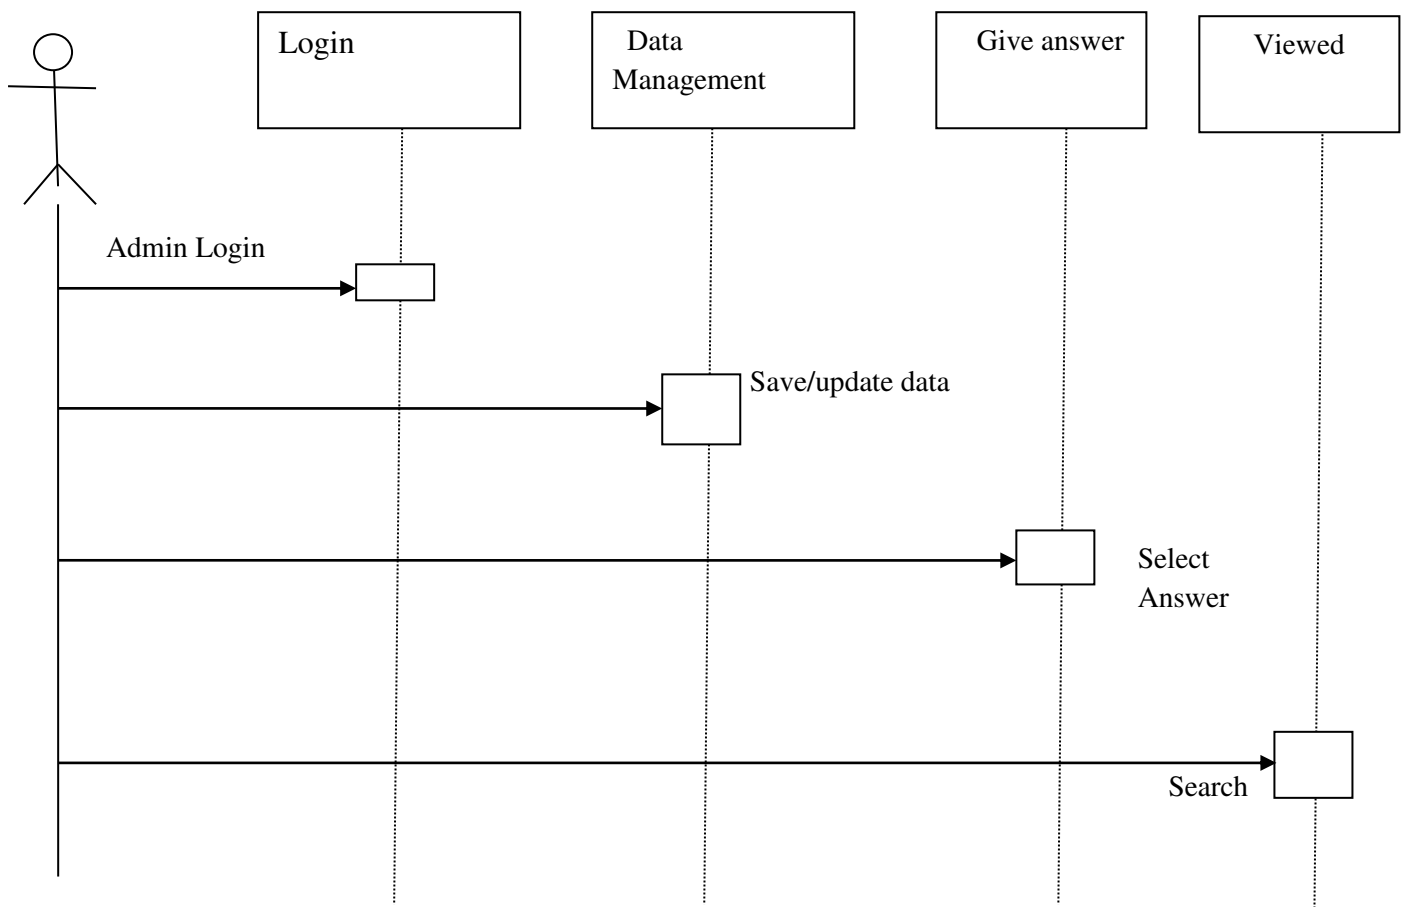 Login
Data
Management
Give answer
Viewed
Admin Login
Save/update data
Select
Answer
Search